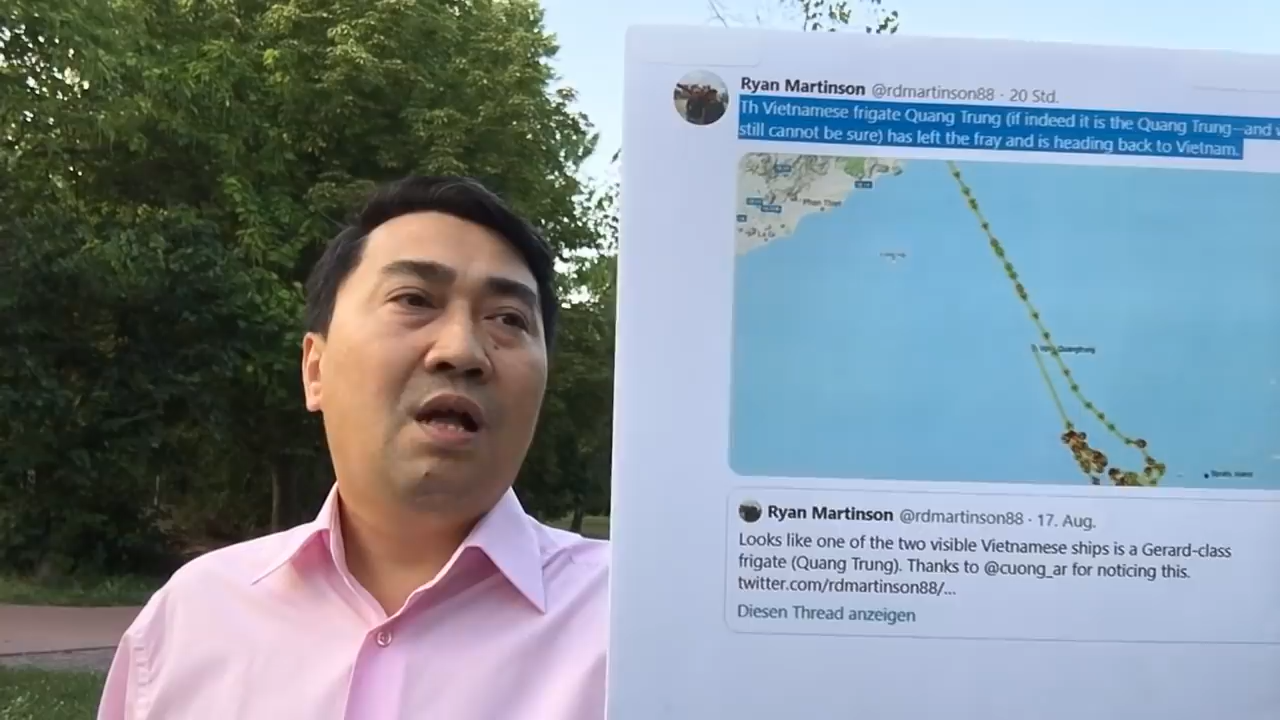 Ryan Martinson @rdmartinson88 · 20 Std.
Th Vietnamese frigate Quang Trung (if indeed it is the Quang Trung—and
still cannot be sure) has left the fray and is heading back to Vietnam.
Phan Thiet
Ryan Martinson @rdmartinson88 · 17. Aug.
Looks like one of the two visible Vietnamese ships is a Gerard-class
frigate (Quang Trung). Thanks to @cuong_ar for noticing this.
twitter.com/rdmartinson88/...
Diesen Thread anzeigen